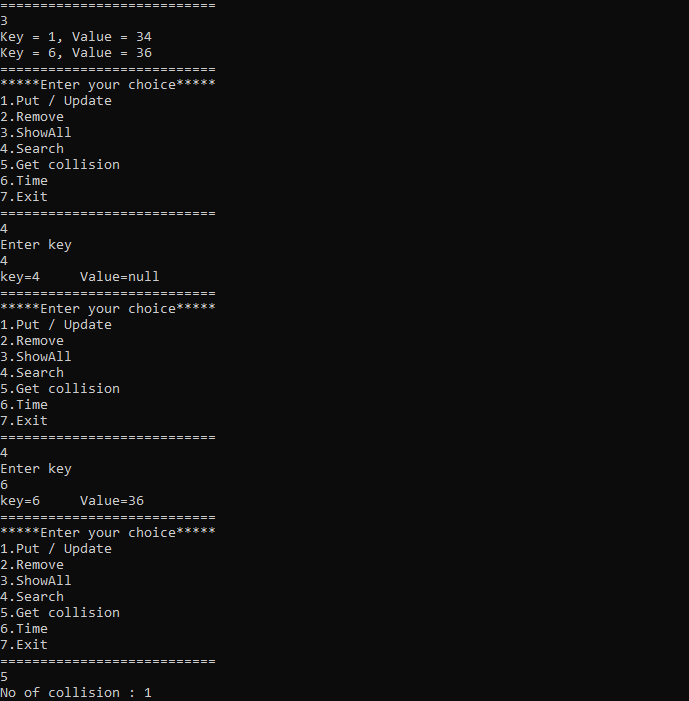 ===========================
3
Key = 1, Value = 34
Key = 6, Value = 36
===========================
*****Enter your choice*****
1.Put / Update
2.Remove
3.ShowAll
4.Search
5.Get collision
6.Time
7.Exit
===========================
4
Enter key
4
key=4     Value=null
===========================
*****Enter your choice*****
1.Put / Update
2.Remove
3.ShowAll
4.Search
5.Get collision
6.Time
7.Exit
===========================
4
Enter key
6
key=6     Value=36
===========================
*****Enter your choice*****
1.Put / Update
2.Remove
3.ShowAll
4.Search
5.Get collision
6.Time
7.Exit
===========================
5
No of collision : 1